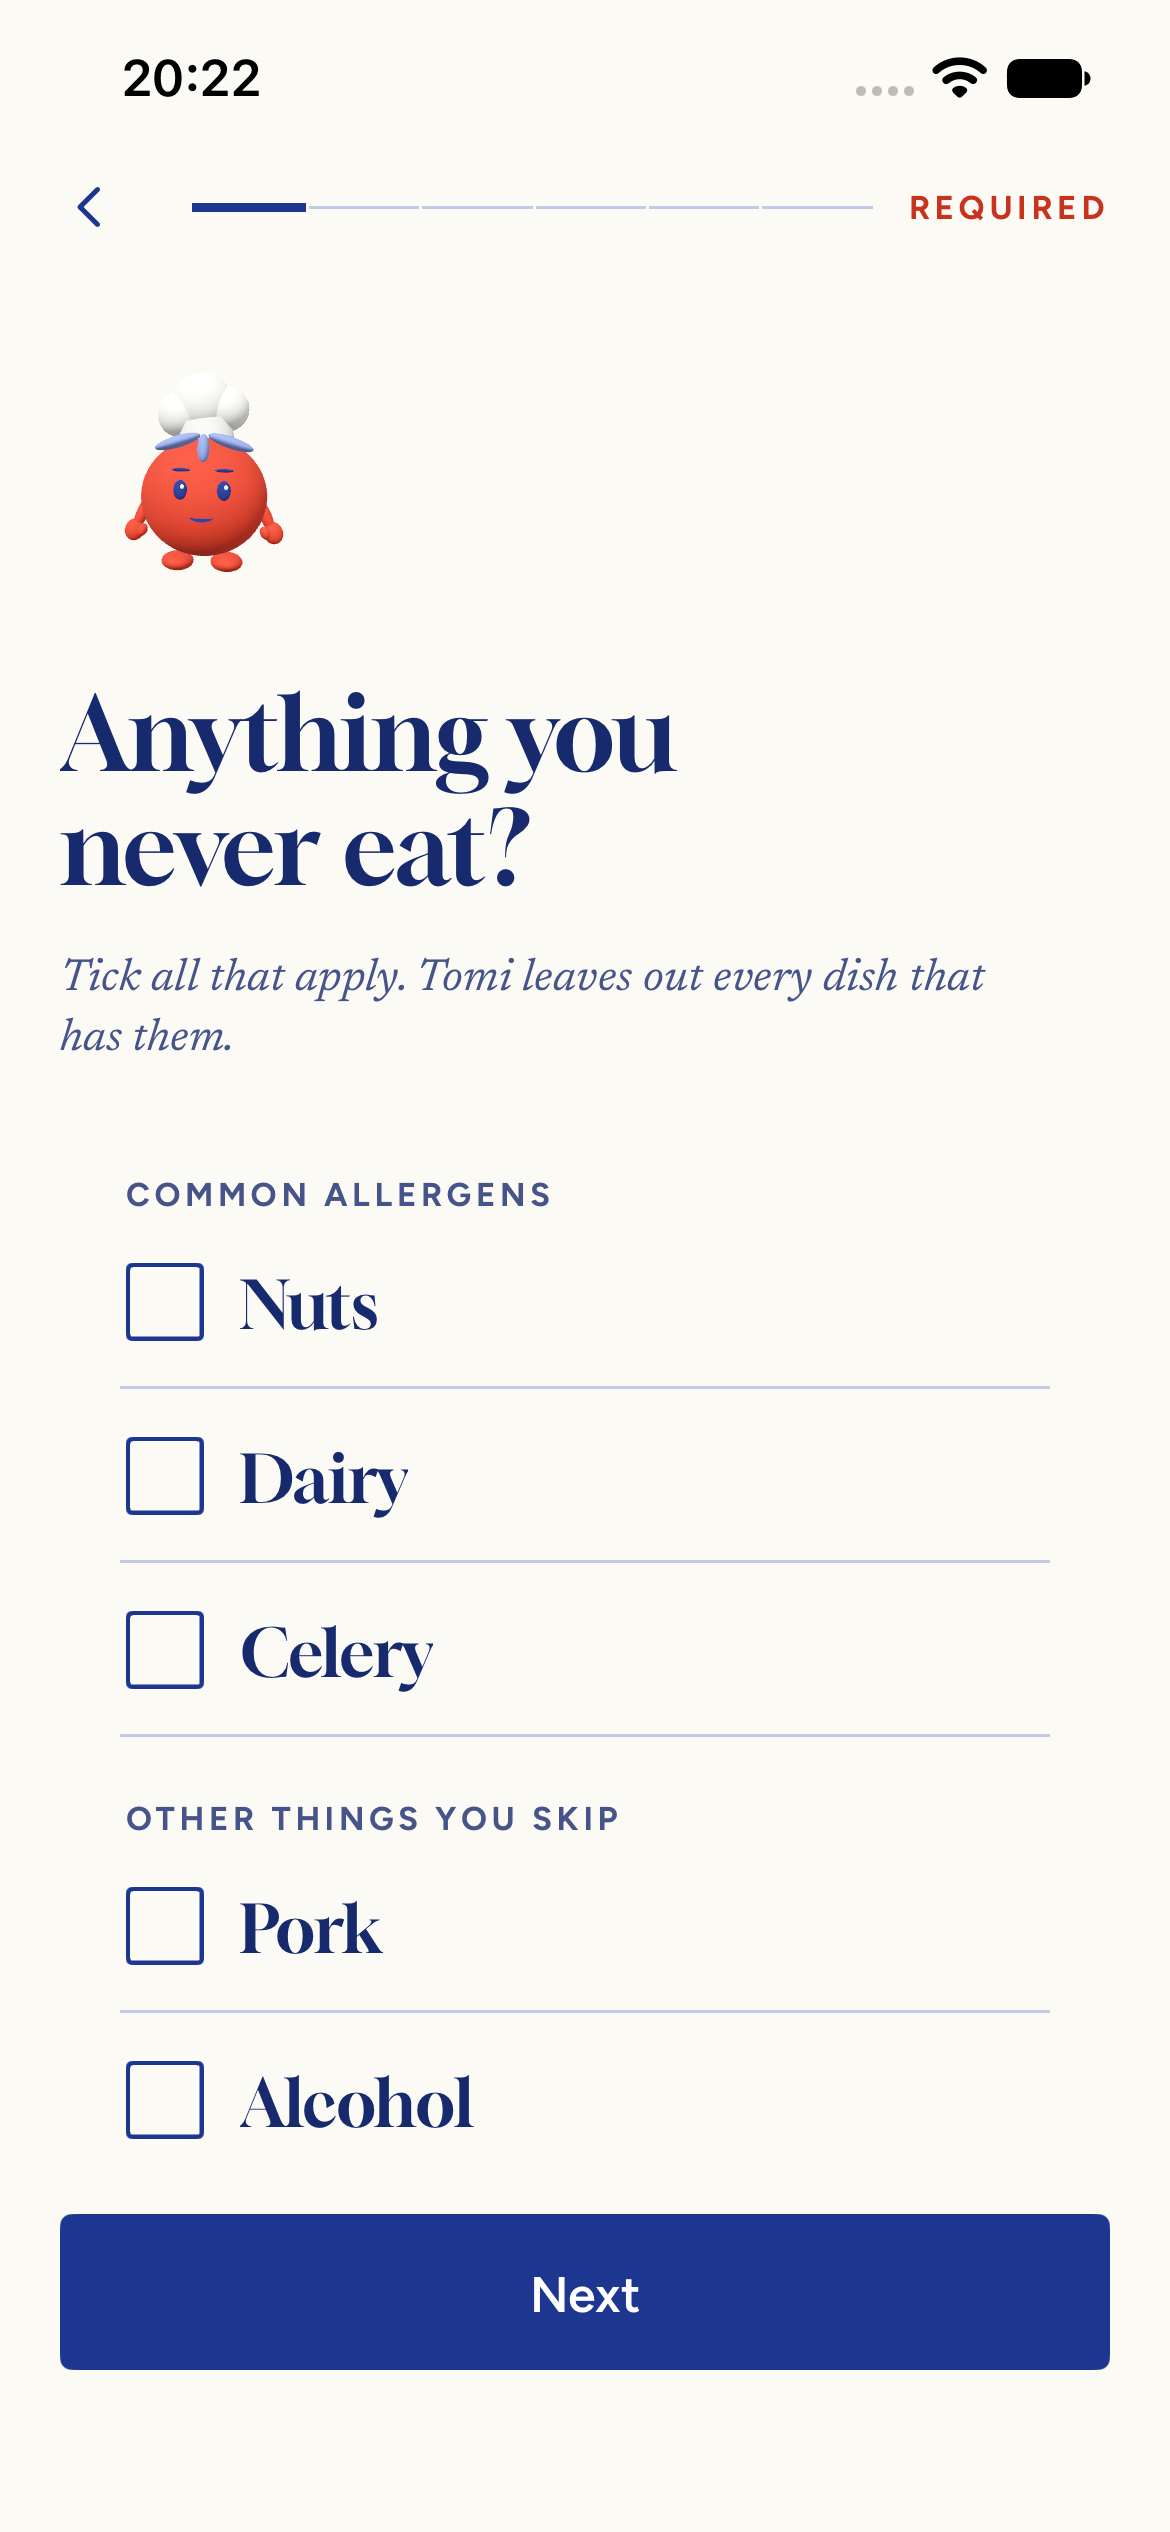 20:22
REQUIRED
Anything you
never eat?
Tick all that apply. Tomi leaves out every dish that
has them.
COMMON ALLERGENS
Nuts
Dairy
Celery
OTHER THINGS YOU SKIP
Pork
Alcohol
Next